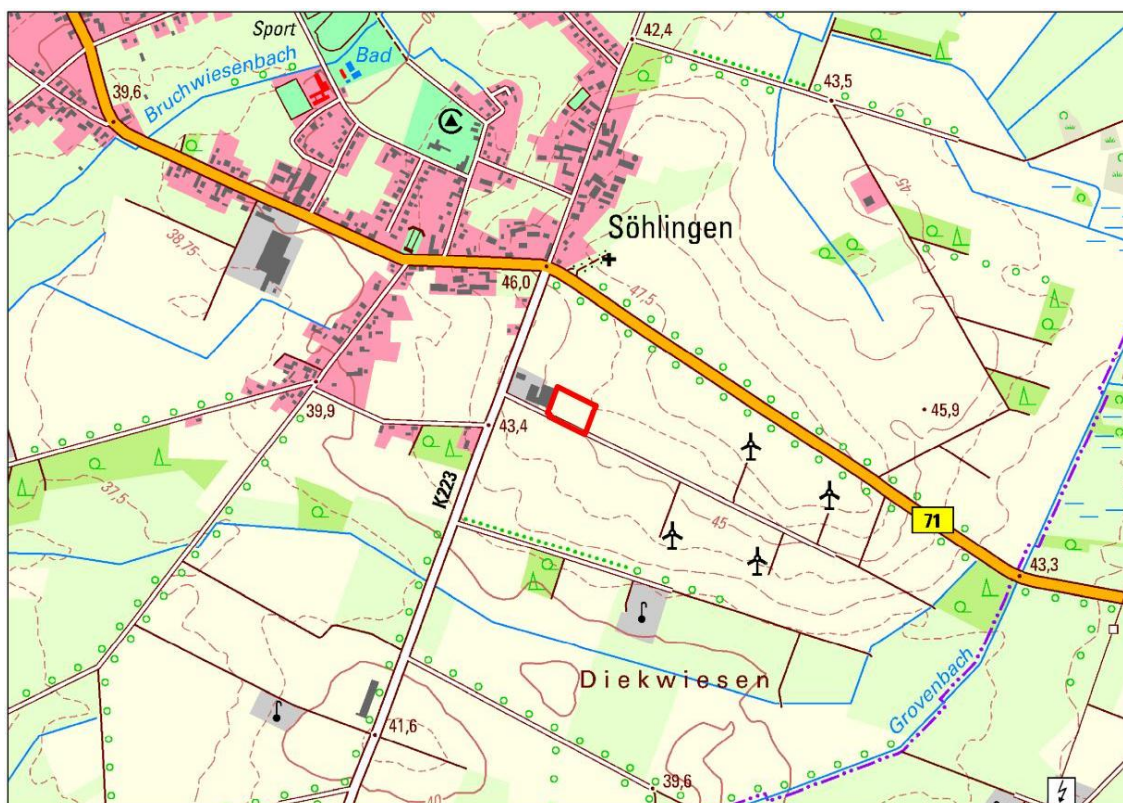 Sport
42,4
Bad
39,6
Bruchwiesenbach
43,5
40
45
38,75
Söhlingen
46,0
47,5
39,9
43,4
45,9
K223
37,5
45
71
43,3
Diekwiesen
Grovenbach
41,6
39,6
40